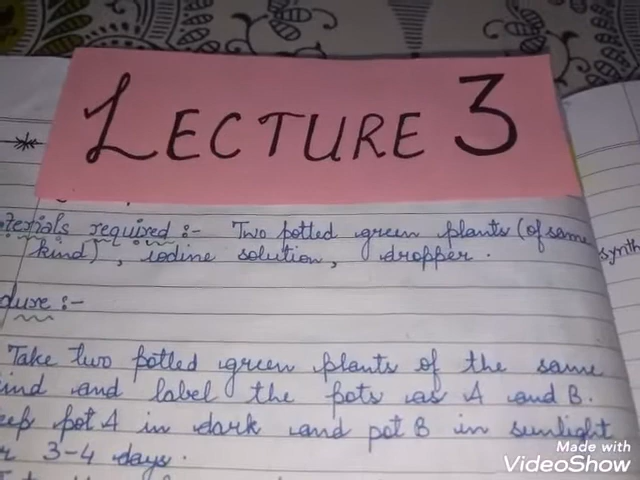 LECTURE 3
terials required :- Two potted green plants (of same
kind), iodine solution, dropper.
synth
dure :-
Take two potted green plants of the same
ind and label the pots as A and B.
eep pot A in dark and pot B in sunlight
r 3-4 days.
Made with
VideoShow